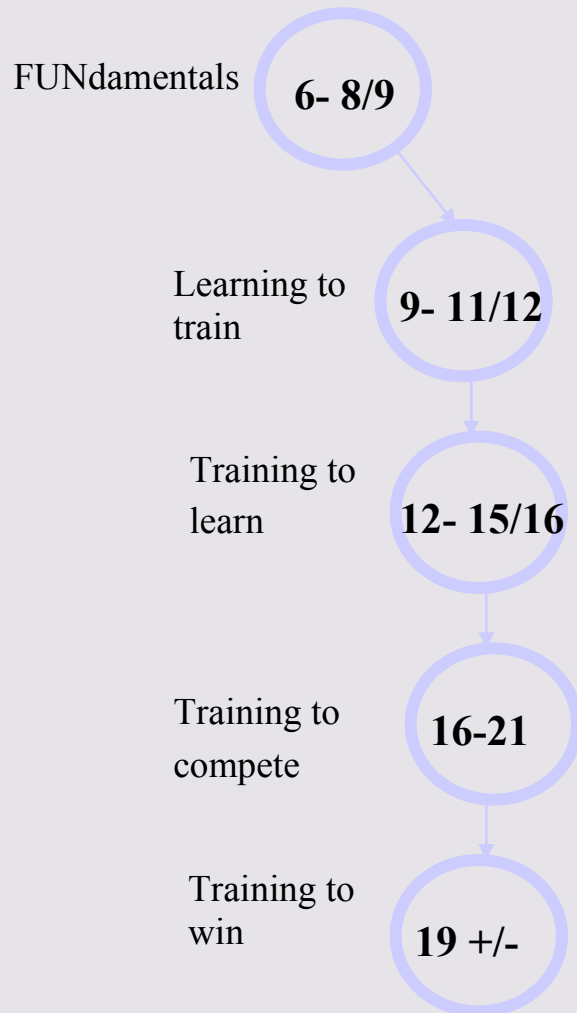 FUNdamentals
6- 8/9
Learning to
train
9- 11/12
Training to
learn
12- 15/16
Training to
compete
16-21
Training to
win
19 +/-